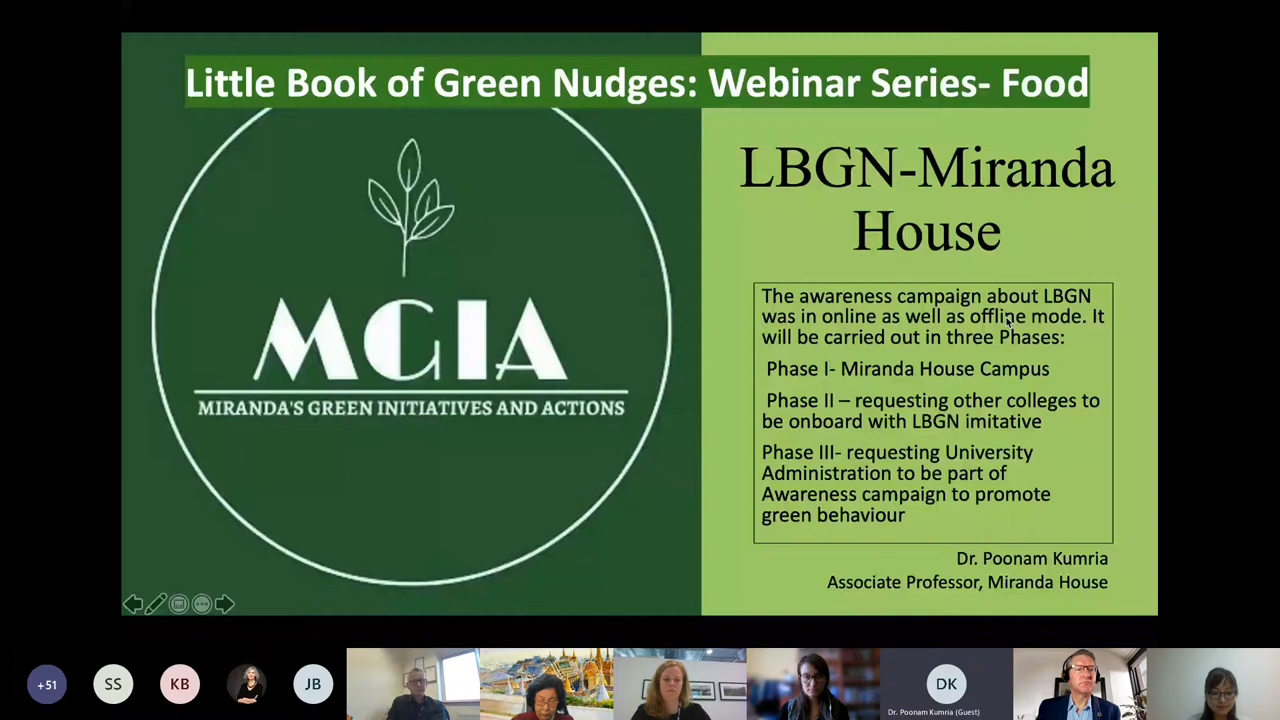 Little Book of Green Nudges: Webinar Series- Food
MGIA
MIRANDA'S GREEN INITIATIVES AND ACTIONS
LBGN-Miranda
House
The awareness campaign about LBGN
was in online as well as offline mode. It
will be carried out in three Phases:
Phase I- Miranda House Campus
Phase II – requesting other colleges to
be onboard with LBGN imitative
Phase III- requesting University
Administration to be part of
Awareness campaign to promote
green behaviour
Dr. Poonam Kumria
Associate Professor, Miranda House
+51
SS
KB
JB
DK
Dr. Poonam Kumria (Guest)